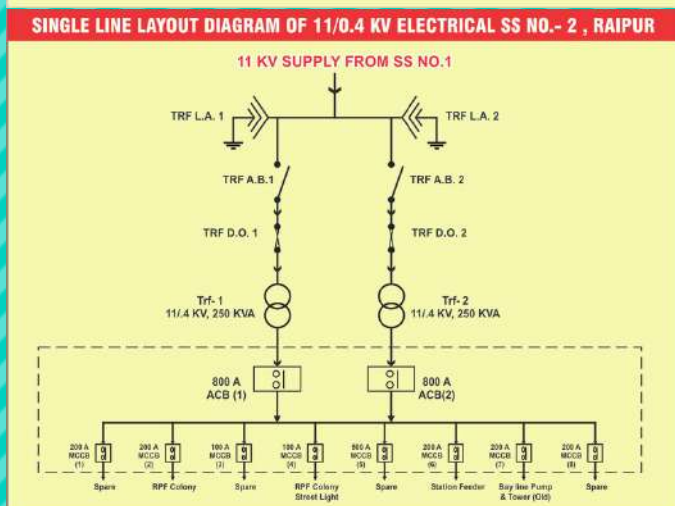 SINGLE LINE LAYOUT DIAGRAM OF 11/0.4 KV ELECTRICAL SS NO.- 2 , RAIPUR
11 KV SUPPLY FROM SS NO.1
TRF L.A. 1
TRF L.A. 2
TRF A.B.1
TRF A.B. 2
TRF D.O. 1
TRF D.O. 2
Trf- 1
11/.4 KV, 250 KVA
Trf- 2
11/.4 KV, 250 KVA
800 A
ACB (1)
800 A
ACB(2)
200 A
MCCB
(1)
200 A
MCCB
(2)
100 A
MCCB
(3)
100 A
MCCB
(4)
MCCB
(5)
200 A
MCCB
(6)
200 A
MCCB
(7)
200 A
MCCB
(8)
Spare
RPF Colony
Spare
RPF Colony
Street Light
Spare
Station Feeder
Bay line Pump
& Tower (Old)
Spare